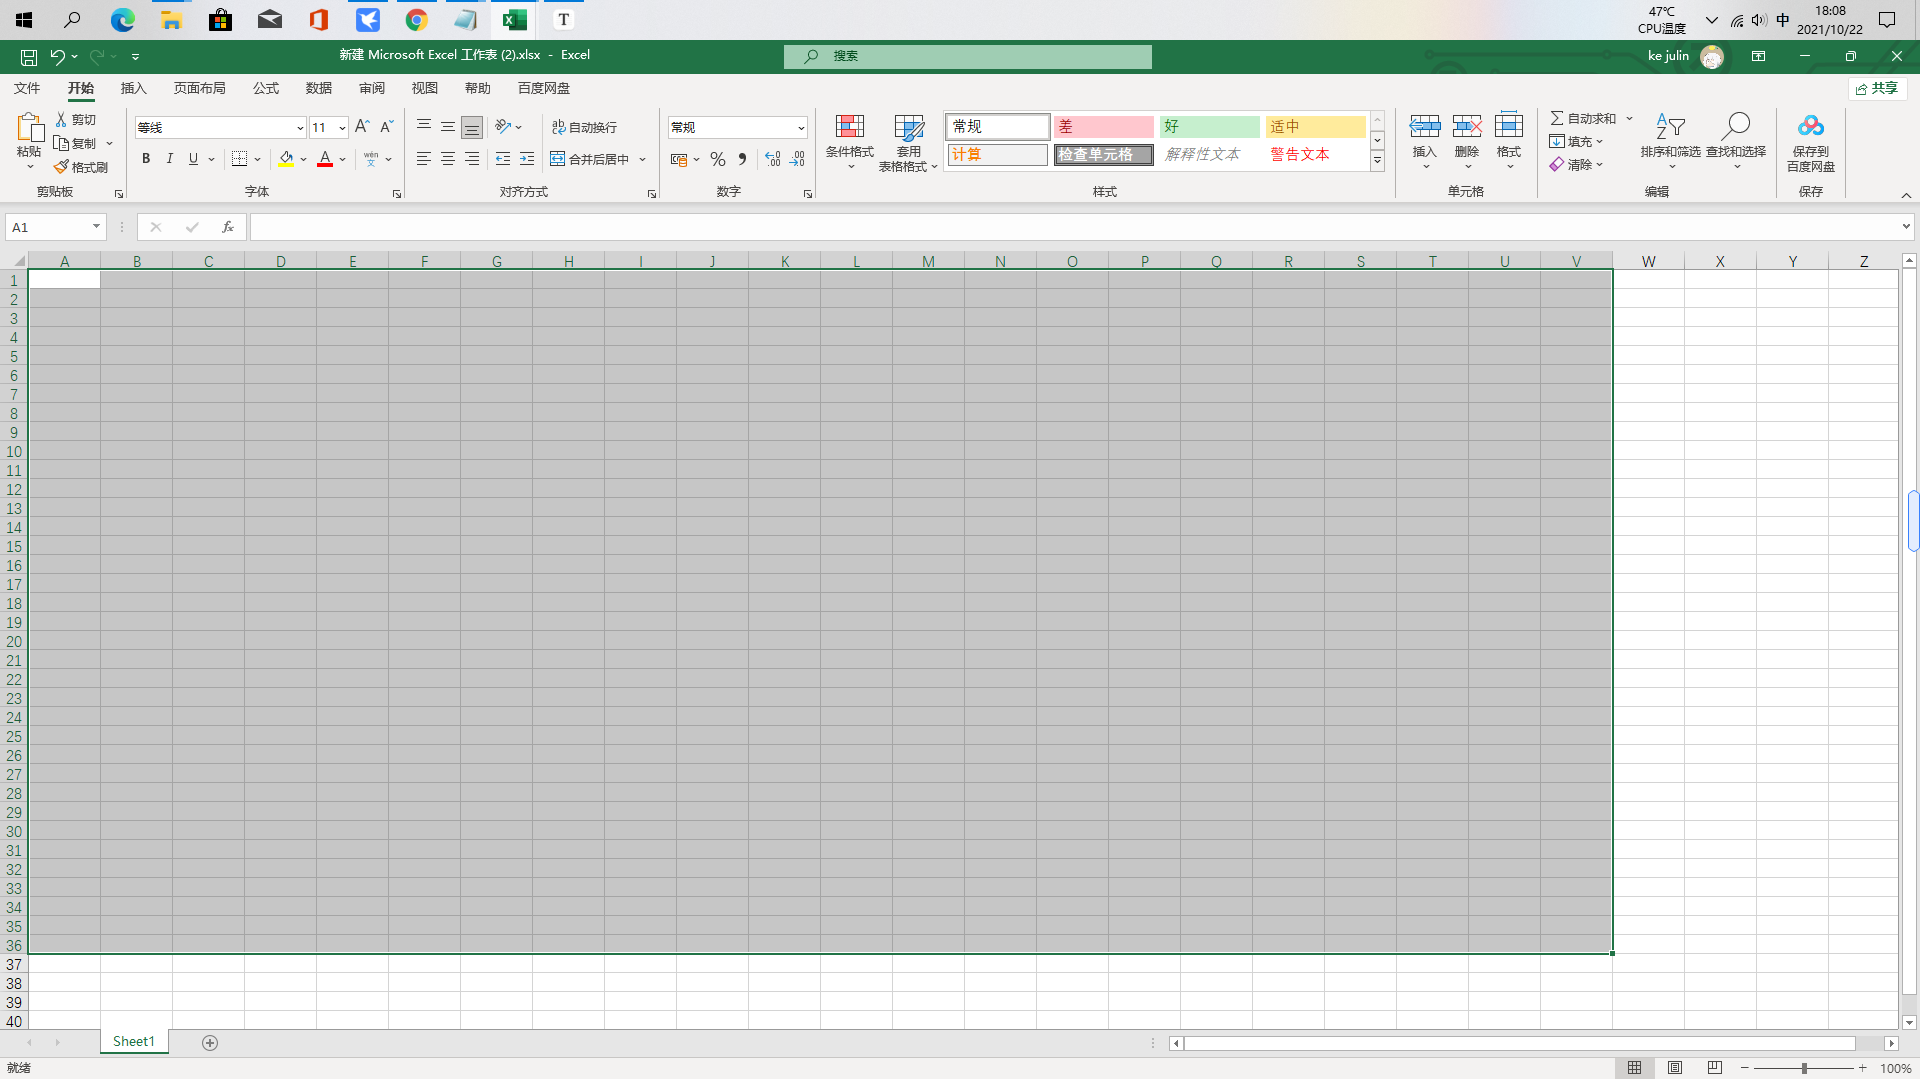 47℃
CPU温度
中
18:08
2021/10/22
T
新建 Microsoft Excel 工作表 (2).xlsx - Excel
搜索
ke julin
文件 开始 插入 页面布局 公式 数据 审阅 视图 帮助 百度网盘
共享
粘贴
剪切
复制
格式刷
剪贴板
等线 11 A A
B I U A wén 文
字体
ab 自动换行
合并后居中
对齐方式
常规
% , .0 .00
数字
条件格式
套用
表格格式
常规 差 好 适中
计算 检查单元格 解释性文本 警告文本
样式
插入 删除 格式
单元格
自动求和
填充
清除
排序和筛选 查找和选择
编辑
保存到
百度网盘
保存
A1 fx
A B C D E F G H I J K L M N O P Q R S T U V W X Y Z
1
2
3
4
5
6
7
8
9
10
11
12
13
14
15
16
17
18
19
20
21
22
23
24
25
26
27
28
29
30
31
32
33
34
35
36
37
38
39
40
Sheet1
就绪
100%